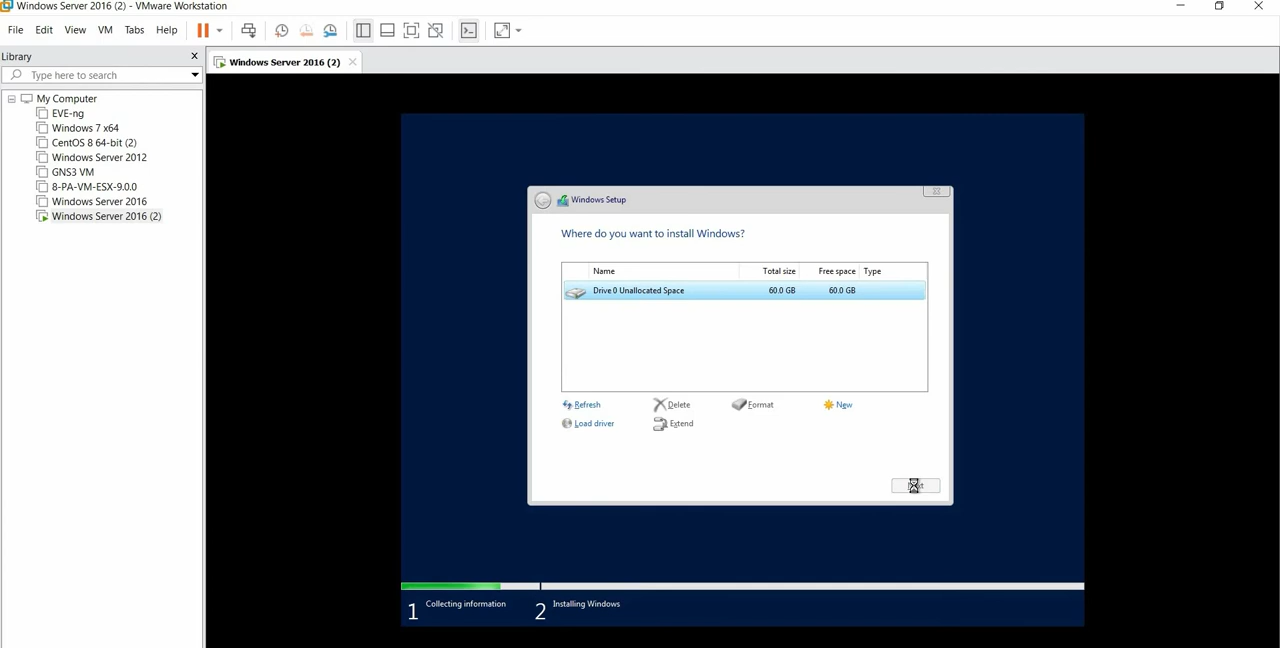 Windows Server 2016 (2) - VMware Workstation
File Edit View VM Tabs Help
Library
Windows Server 2016 (2)
Type here to search
My Computer
EVE-ng
Windows 7 x64
CentOS 8 64-bit (2)
Windows Server 2012
GNS3 VM
8-PA-VM-ESX-9.0.0
Windows Server 2016
Windows Server 2016 (2)
Windows Setup
Where do you want to install Windows?
Name Total size Free space Type
Drive 0 Unallocated Space 60.0 GB 60.0 GB
Refresh Delete Format New
Load driver Extend
1 Collecting information 2 Installing Windows